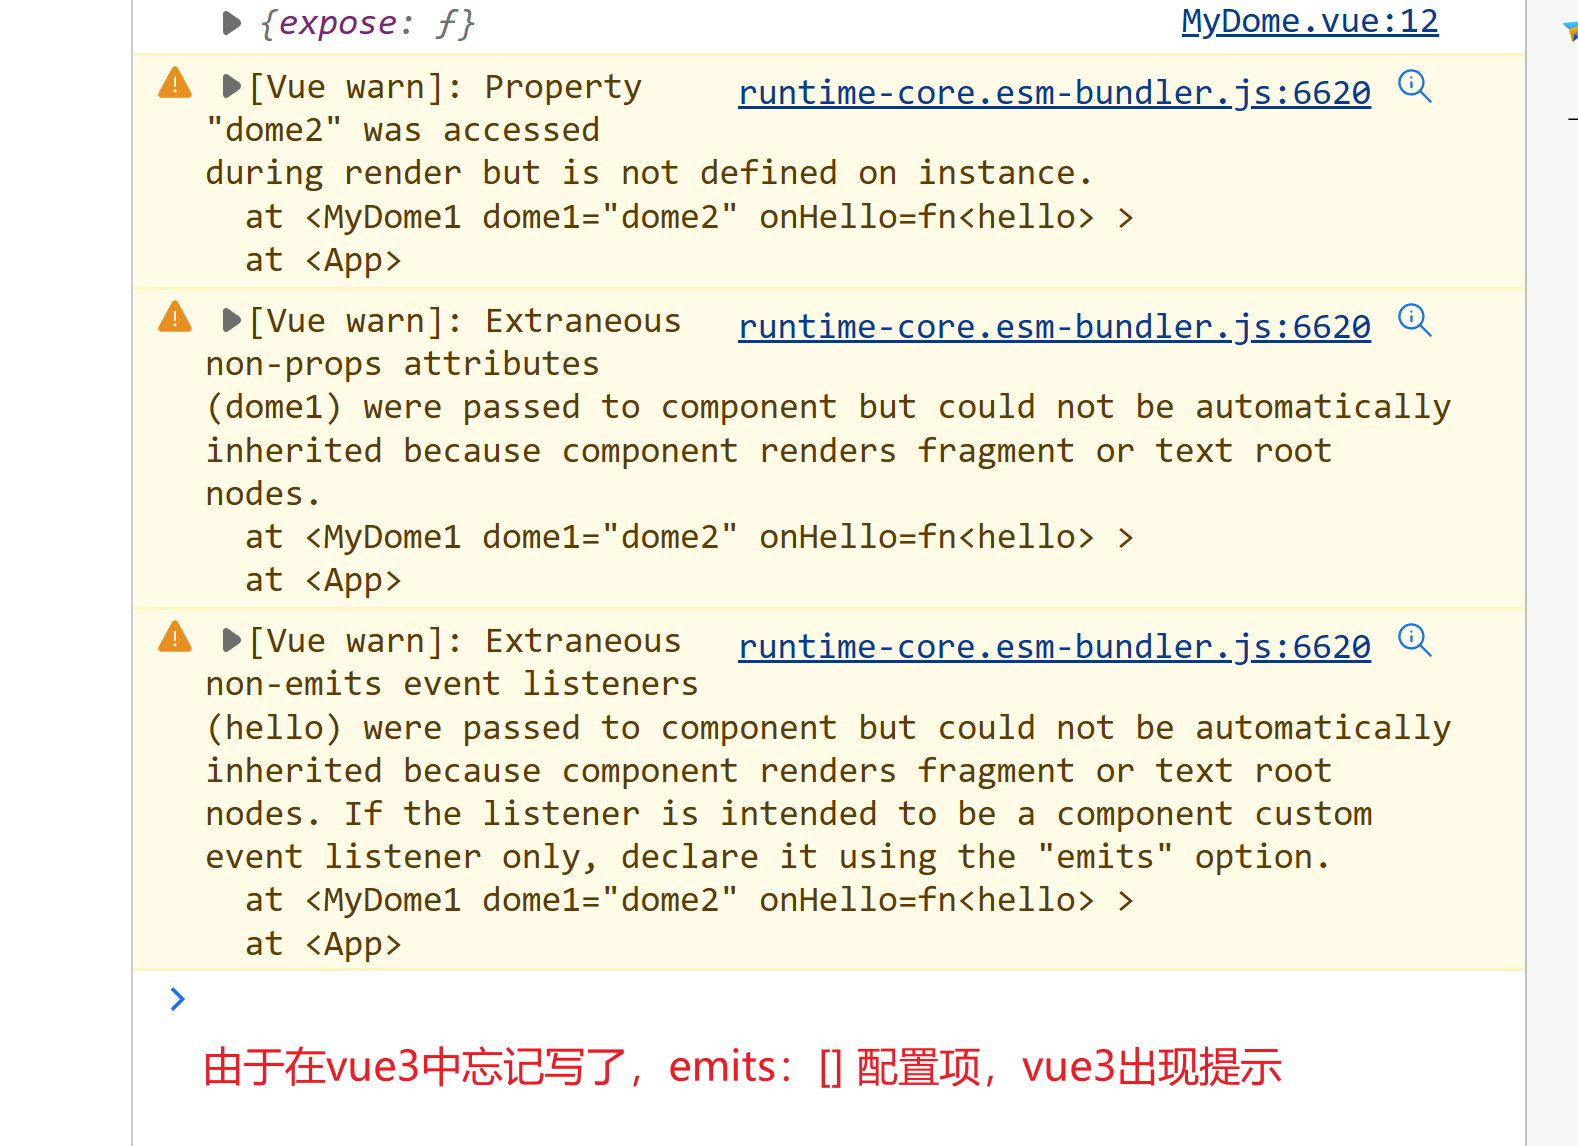 {expose: ƒ} MyDome.vue:12
[Vue warn]: Property runtime-core.esm-bundler.js:6620
"dome2" was accessed
during render but is not defined on instance.
at <MyDome1 dome1="dome2" onHello=fn<hello> >
at <App>
[Vue warn]: Extraneous runtime-core.esm-bundler.js:6620
non-props attributes
(dome1) were passed to component but could not be automatically
inherited because component renders fragment or text root
nodes.
at <MyDome1 dome1="dome2" onHello=fn<hello> >
at <App>
[Vue warn]: Extraneous runtime-core.esm-bundler.js:6620
non-emits event listeners
(hello) were passed to component but could not be automatically
inherited because component renders fragment or text root
nodes. If the listener is intended to be a component custom
event listener only, declare it using the "emits" option.
at <MyDome1 dome1="dome2" onHello=fn<hello> >
at <App>
由于在vue3中忘记写了，emits：[] 配置项，vue3出现提示